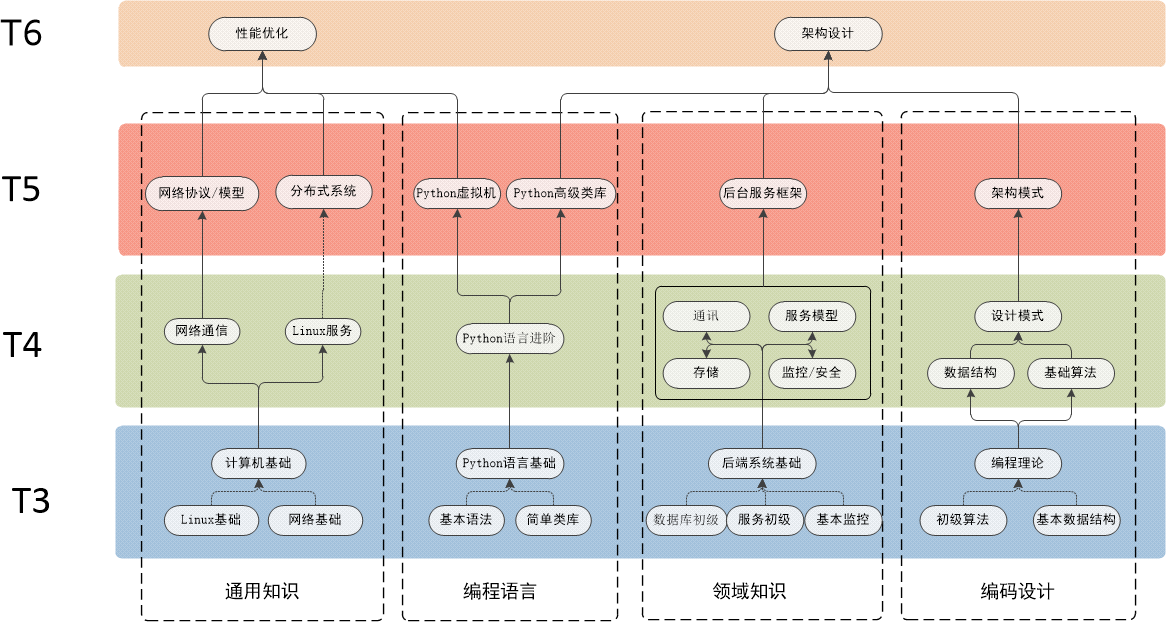 T6
性能优化
架构设计
T5
网络协议/模型
分布式系统
Python虚拟机
Python高级类库
后台服务框架
架构模式
T4
网络通信
Linux服务
Python语言进阶
通讯
服务模型
存储
监控/安全
设计模式
数据结构
基础算法
T3
计算机基础
Python语言基础
后端系统基础
编程理论
Linux基础
网络基础
基本语法
简单类库
数据库初级
服务初级
基本监控
初级算法
基本数据结构
通用知识
编程语言
领域知识
编码设计